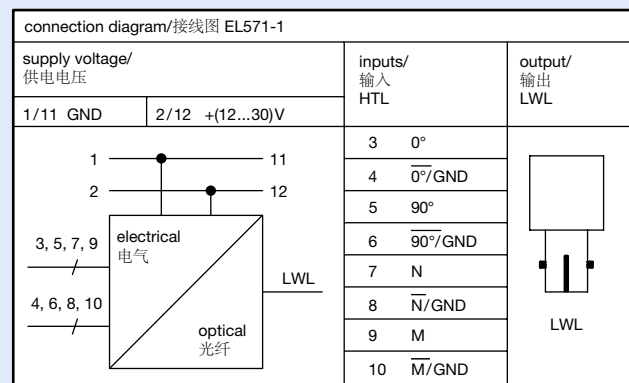 connection diagram/接线图 EL571-1
supply voltage/
供电电压
inputs/
输入
HTL
output/
输出
LWL
1/11 GND
2/12 +(12...30)V
1
11
2
12
3, 5, 7, 9
4, 6, 8, 10
electrical
电气
optical
光纤
LWL
3 0°
4 0°/GND
5 90°
6 90°/GND
7 N
8 N/GND
9 M
10 M/GND
LWL